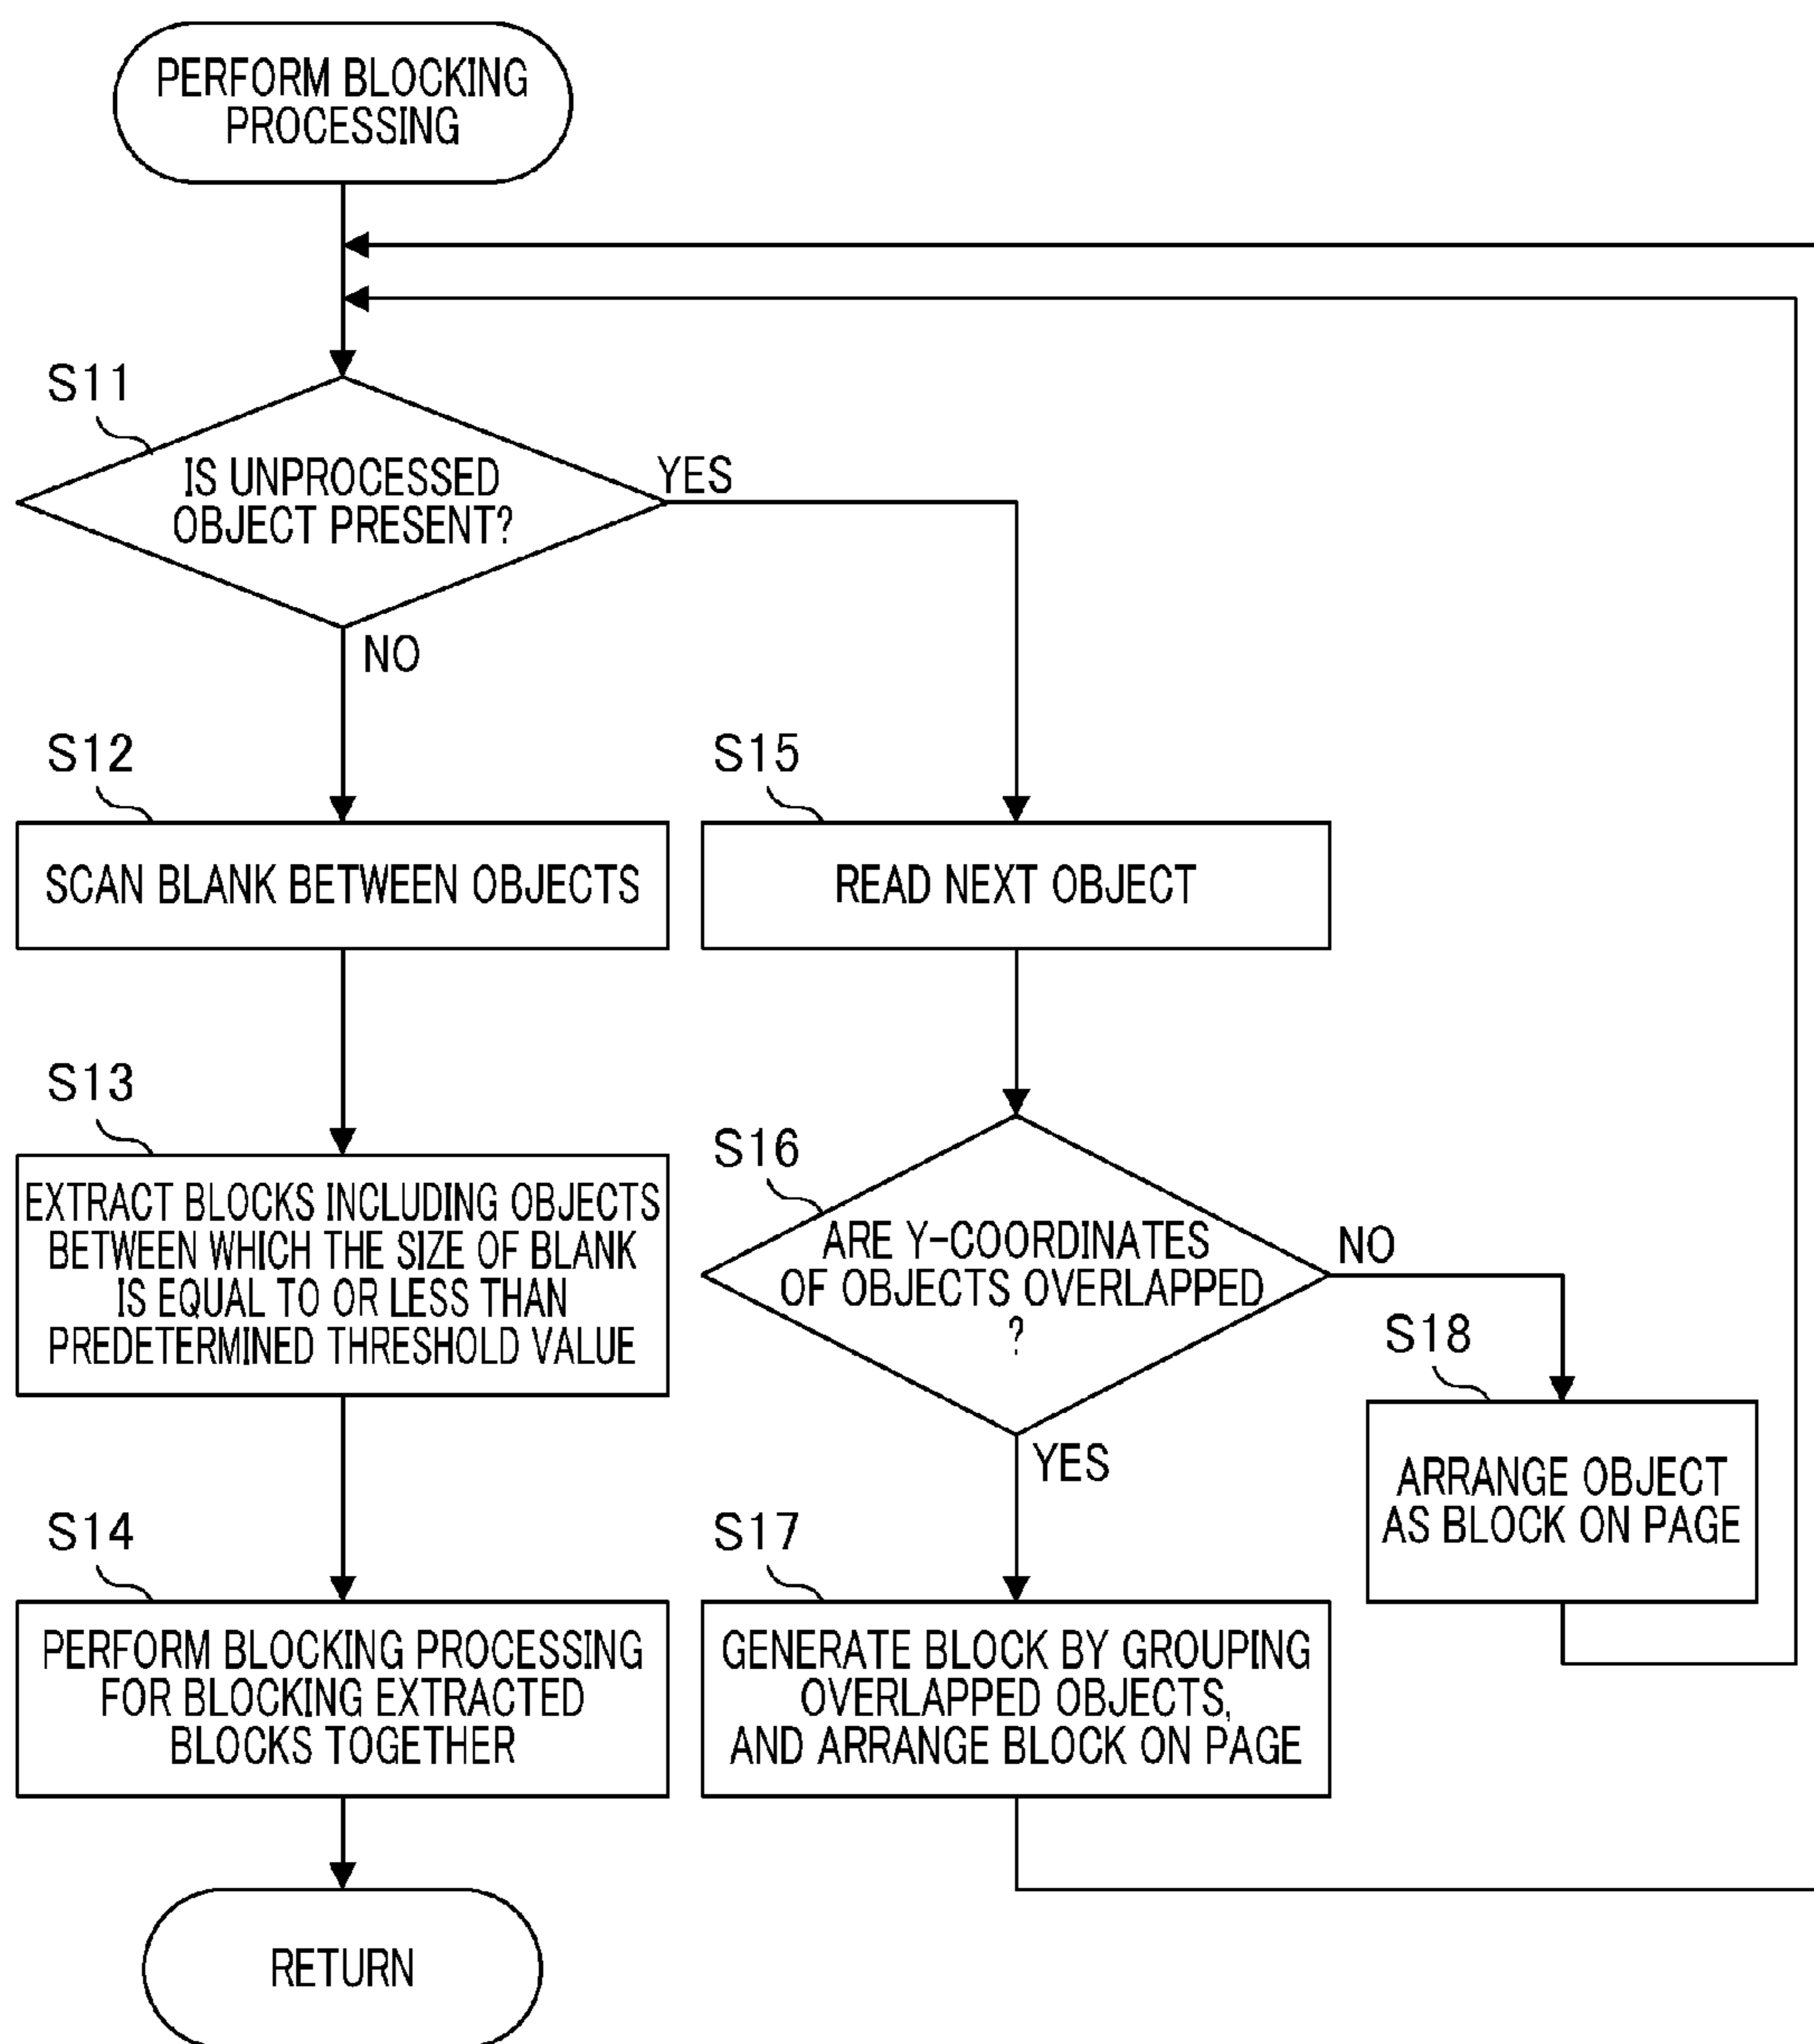 PERFORM BLOCKING
PROCESSING
S11
IS UNPROCESSED
OBJECT PRESENT?
YES
NO
S12
SCAN BLANK BETWEEN OBJECTS
S15
READ NEXT OBJECT
S13
EXTRACT BLOCKS INCLUDING OBJECTS
BETWEEN WHICH THE SIZE OF BLANK
IS EQUAL TO OR LESS THAN
PREDETERMINED THRESHOLD VALUE
S16
ARE Y-COORDINATES
OF OBJECTS OVERLAPPED
?
NO
YES
S18
ARRANGE OBJECT
AS BLOCK ON PAGE
S14
PERFORM BLOCKING PROCESSING
FOR BLOCKING EXTRACTED
BLOCKS TOGETHER
S17
GENERATE BLOCK BY GROUPING
OVERLAPPED OBJECTS,
AND ARRANGE BLOCK ON PAGE
RETURN